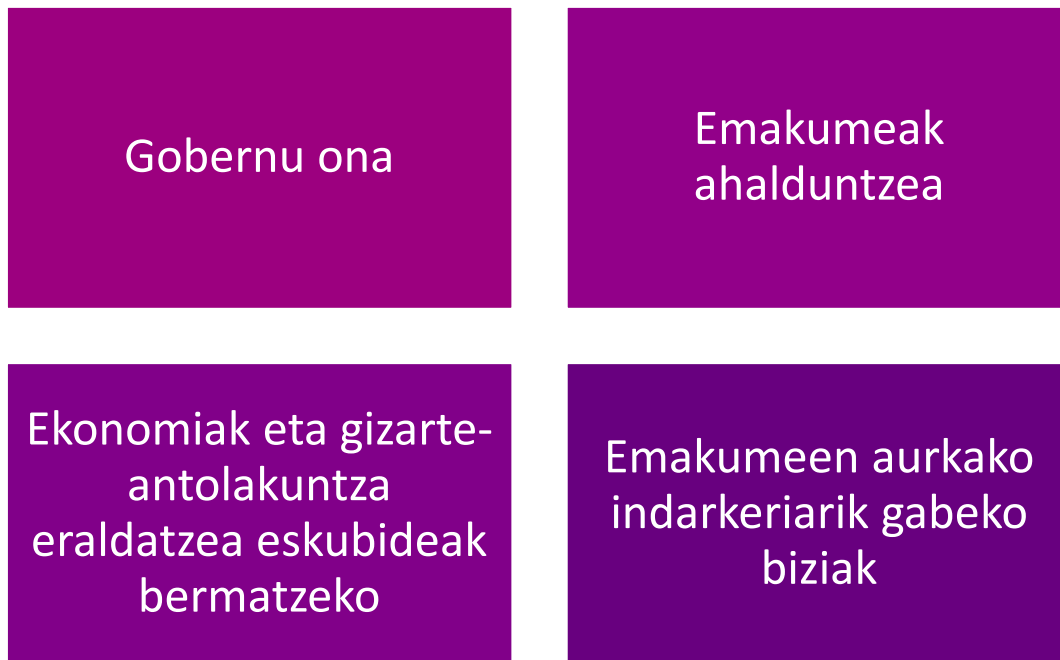 Gobernu ona
Emakumeak
ahalduntzea
Ekonomiak eta gizarte-
antolakuntza
eraldatzea eskubideak
bermatzeko
Emakumeen aurkako
indarkeriarik gabeko
biziak